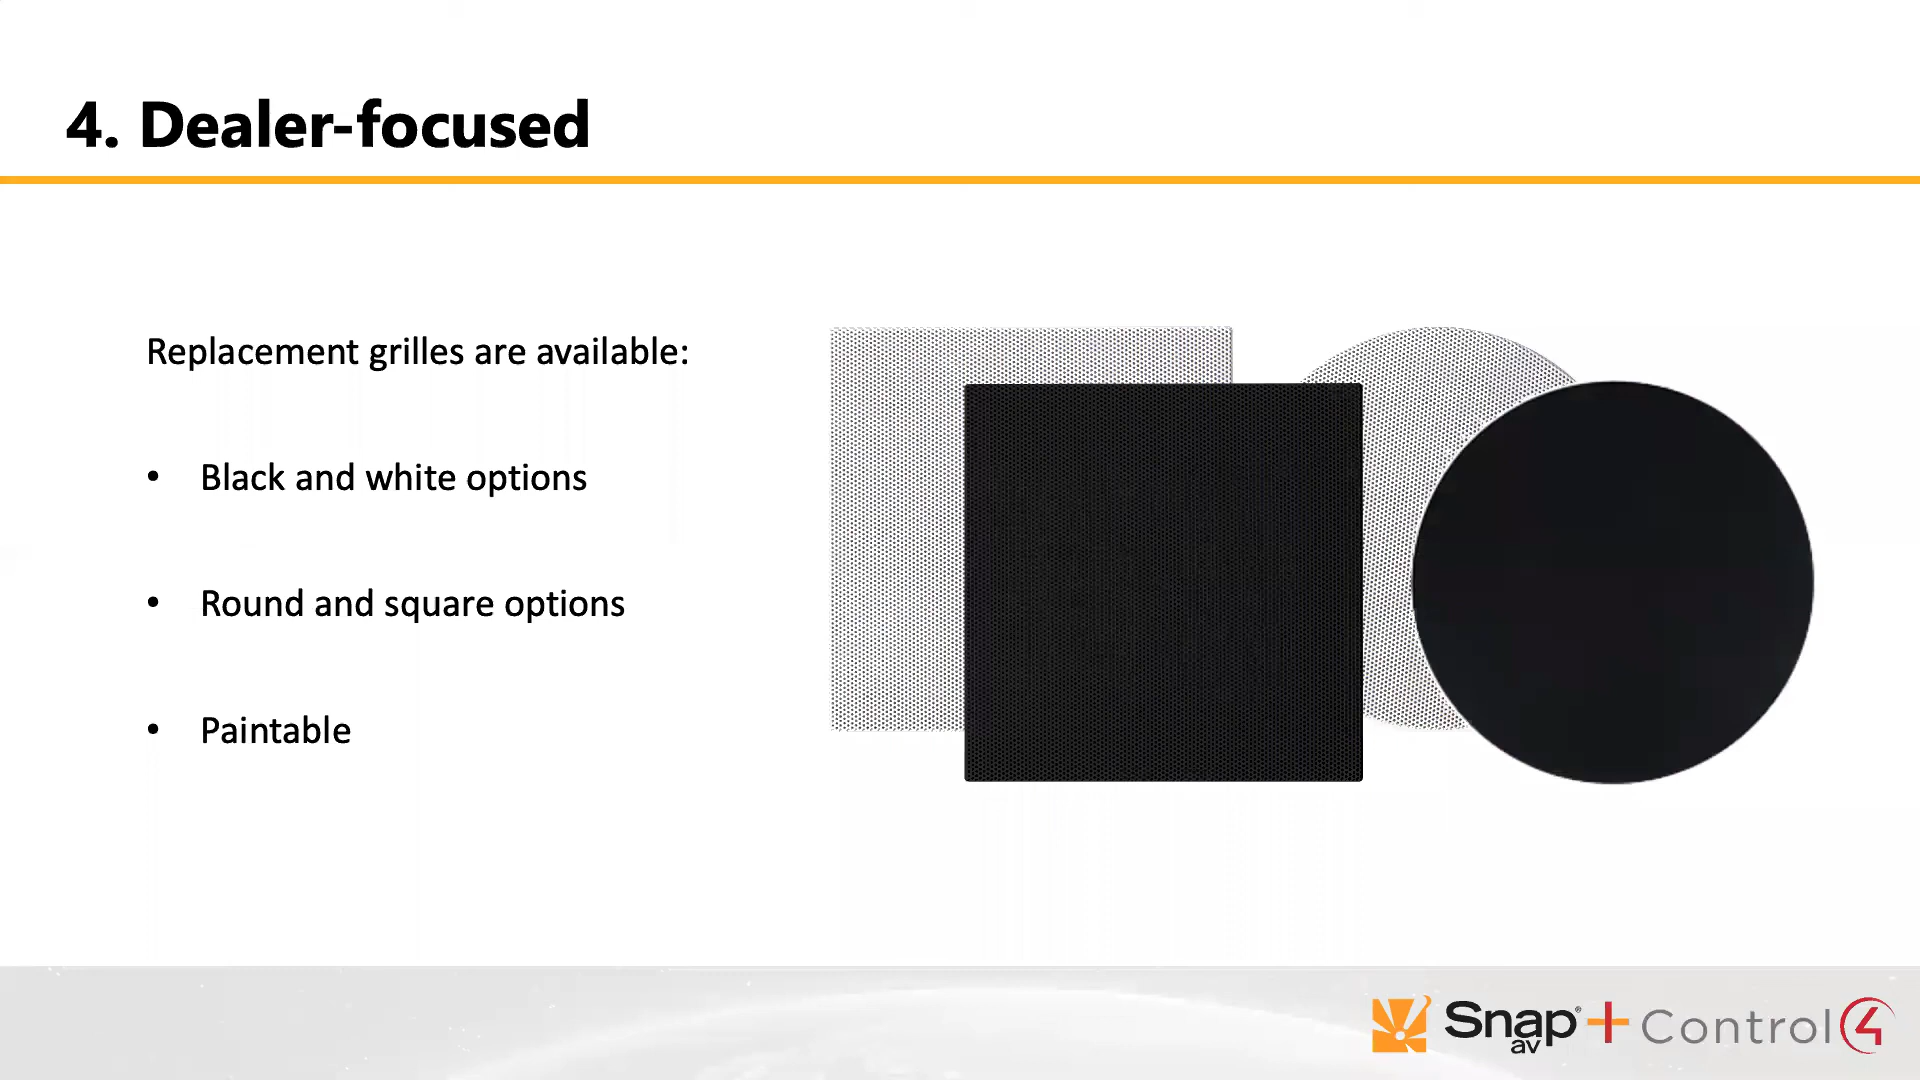 4. Dealer-focused
Replacement grilles are available:
• Black and white options
• Round and square options
• Paintable
Snap® + Control4
av